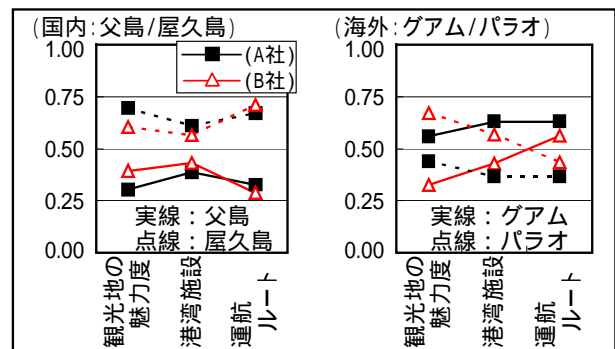 (国内:父島/屋久島)
(海外:グアム/パラオ)
1.00
0.75
0.50
0.25
0.00
(A社)
(B社)
実線:父島
点線:屋久島
観光地の
魅力度
港湾施設
運航
ルート
1.00
0.75
0.50
0.25
0.00
実線:グアム
点線:パラオ
観光地の
魅力度
港湾施設
運航
ルート